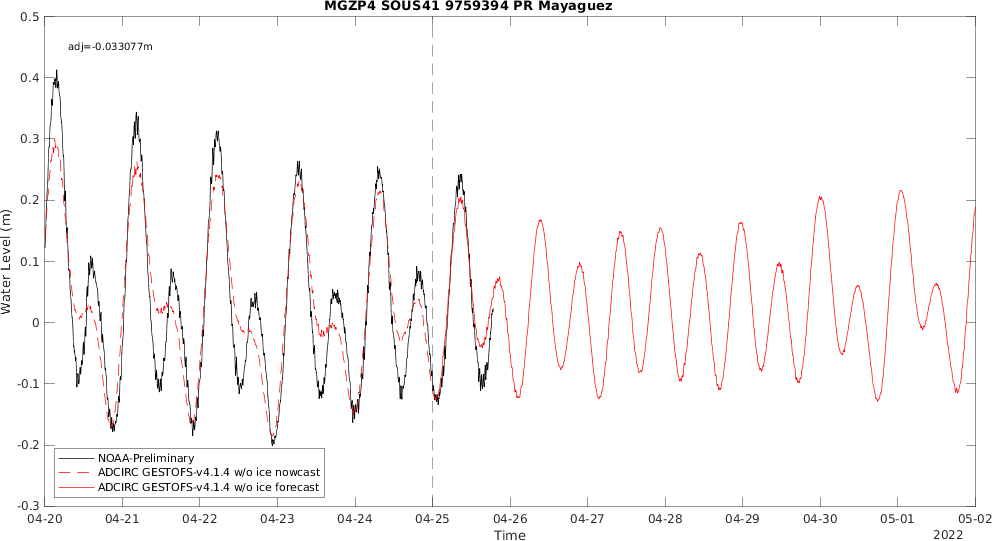 MGZP4 SOUS41 9759394 PR Mayaguez
adj=-0.033077m
0.5
0.4
0.3
0.2
0.1
0
-0.1
-0.2
-0.3
Water Level (m)
NOAA-Preliminary
ADCIRC GESTOFS-v4.1.4 w/o ice nowcast
ADCIRC GESTOFS-v4.1.4 w/o ice forecast
04-20 04-21 04-22 04-23 04-24 04-25 04-26 04-27 04-28 04-29 04-30 05-01 05-02
Time
2022